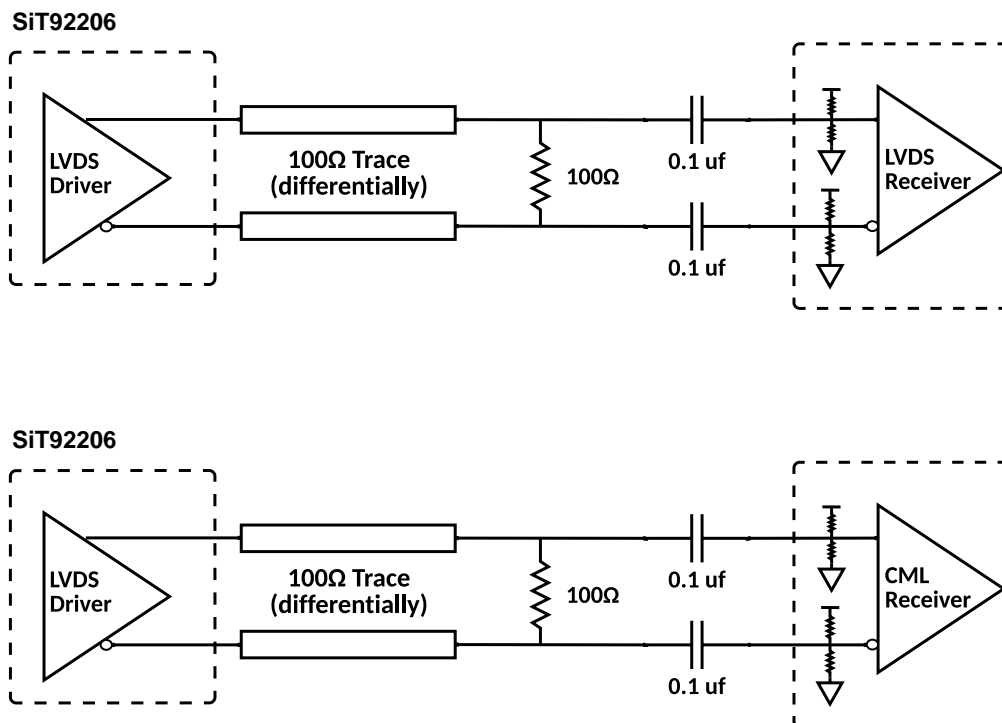 SiT92206
LVDS
Driver
100Ω Trace
(differentially)
100Ω
0.1 uf
0.1 uf
LVDS
Receiver
SiT92206
LVDS
Driver
100Ω Trace
(differentially)
100Ω
0.1 uf
0.1 uf
CML
Receiver